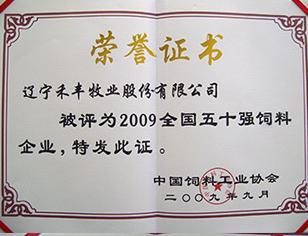 荣誉证书
辽宁禾丰牧业股份有限公司
被评为2009全国五十强饲料
企业，特发此证。
中国饲料工业协会
二〇〇九年九月